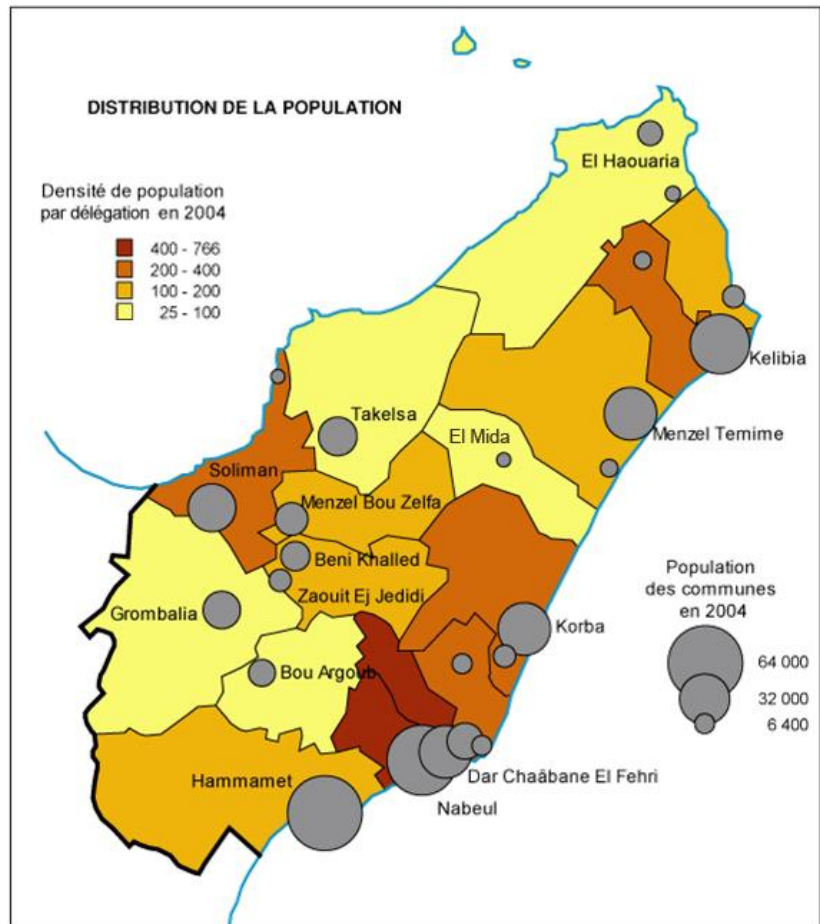 DISTRIBUTION DE LA POPULATION
Densité de population
par délégation en 2004
400 - 766
200 - 400
100 - 200
25 - 100
El Haouaria
Kelibia
Takelsa
El Mida
Menzel Temime
Soliman
Menzel Bou Zelfa
Beni Khalled
Zaouit Ej Jedidi
Grombalia
Korba
Bou Argoub
Dar Chaâbane El Fehri
Hammamet
Nabeul
Population
des communes
en 2004
64 000
32 000
6 400